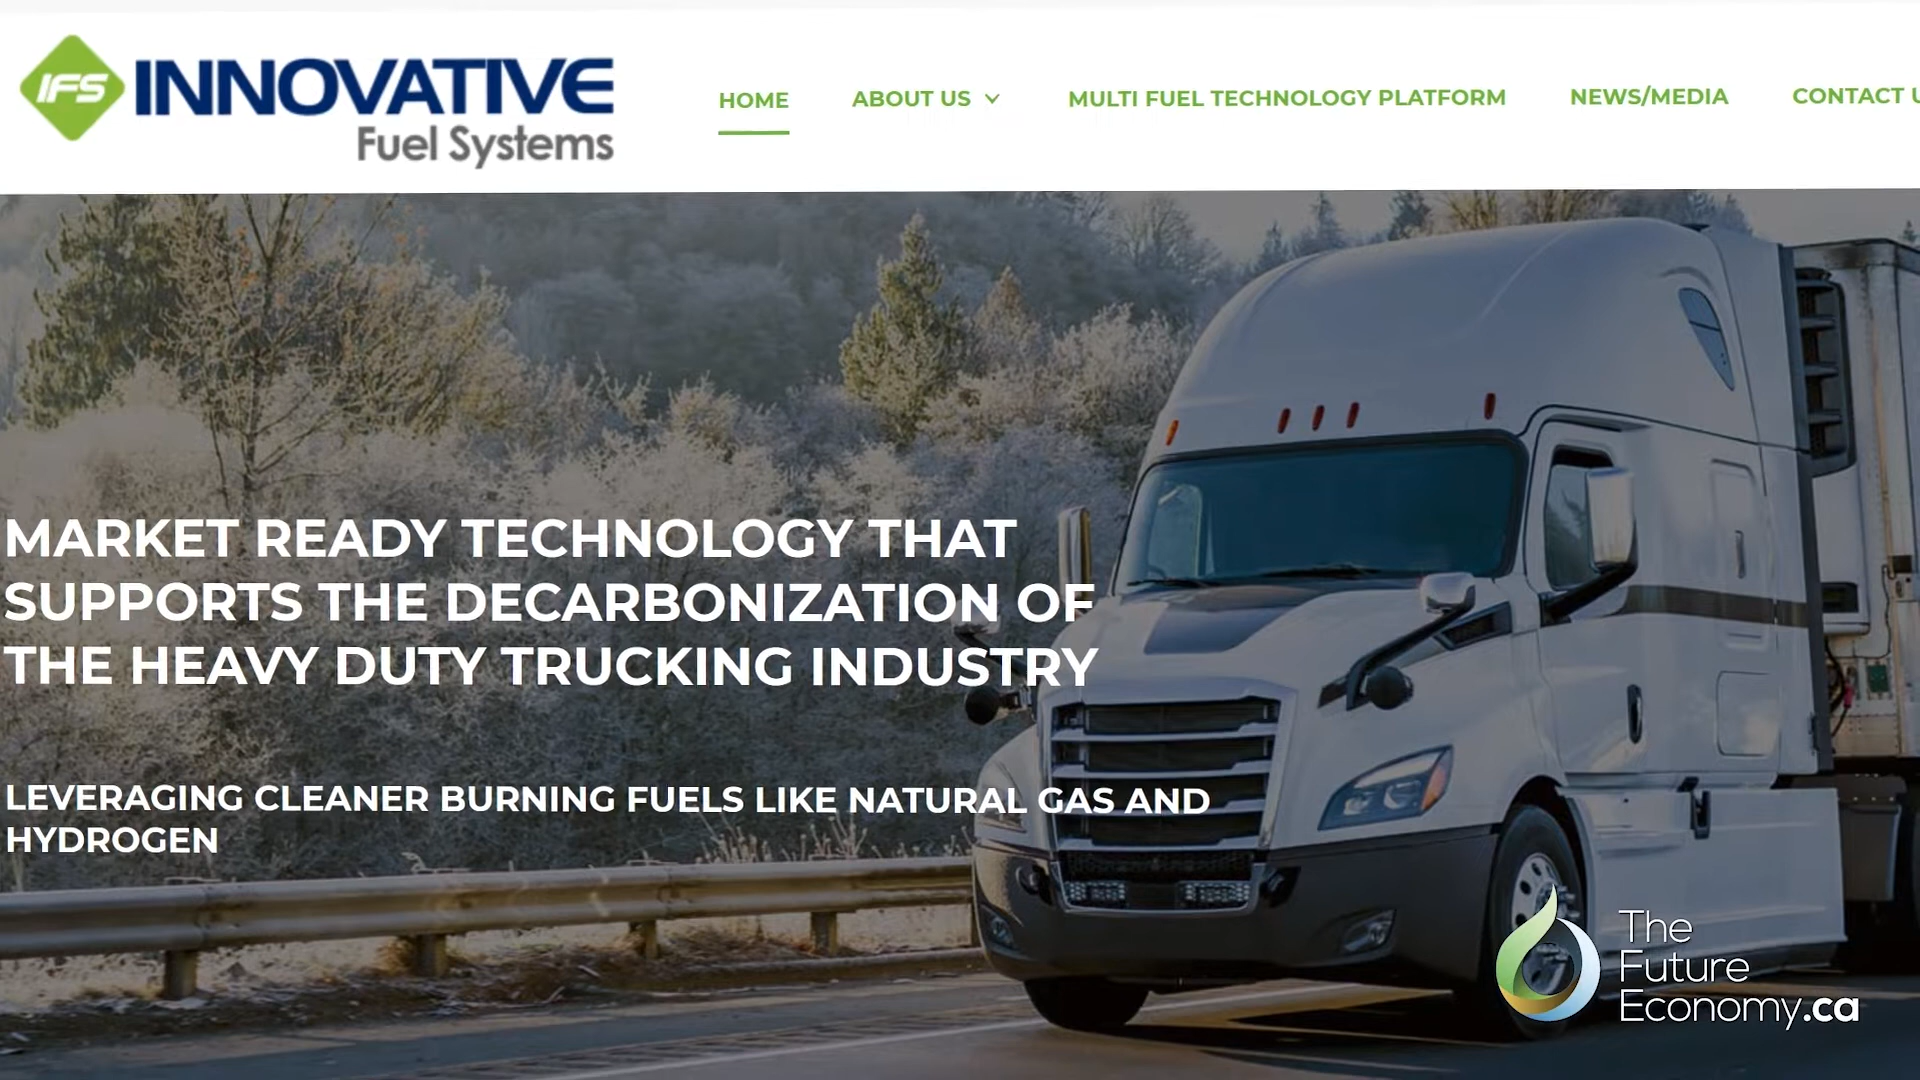 IFS INNOVATIVE
Fuel Systems
HOME ABOUT US MULTI FUEL TECHNOLOGY PLATFORM NEWS/MEDIA CONTACT U
MARKET READY TECHNOLOGY THAT
SUPPORTS THE DECARBONIZATION OF
THE HEAVY DUTY TRUCKING INDUSTRY
LEVERAGING CLEANER BURNING FUELS LIKE NATURAL GAS AND
HYDROGEN
The
Future
Economy.ca